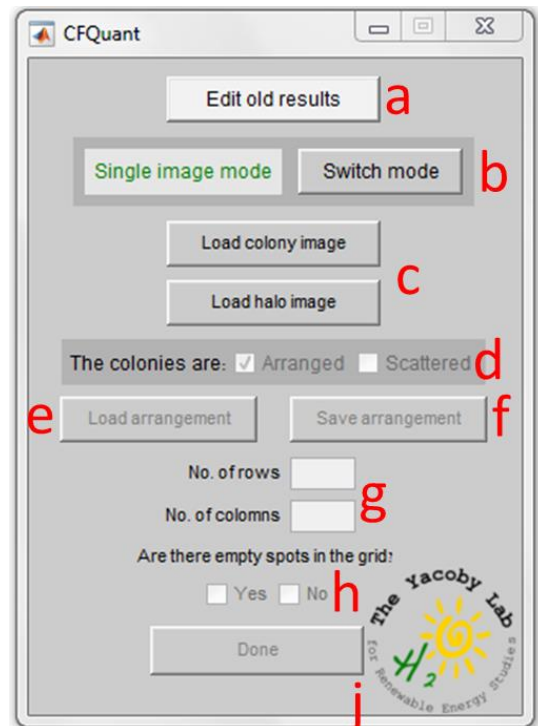 CFQuant
Edit old results a
Single image mode Switch mode b
Load colony image
c
Load halo image
The colonies are: Arranged Scattered d
e Load arrangement Save arrangement f
No. of rows
g
No. of colomns
Are there empty spots in the grid?
Yes No h
Done
i
The Yacoby Lab
for Renewable Energy Studies
H2